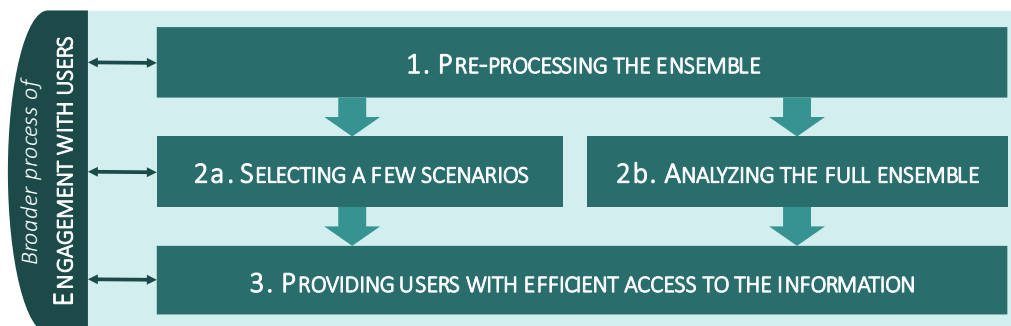 Broader process of
ENGAGEMENT WITH USERS
1. PRE-PROCESSING THE ENSEMBLE
2a. SELECTING A FEW SCENARIOS
2b. ANALYZING THE FULL ENSEMBLE
3. PROVIDING USERS WITH EFFICIENT ACCESS TO THE INFORMATION